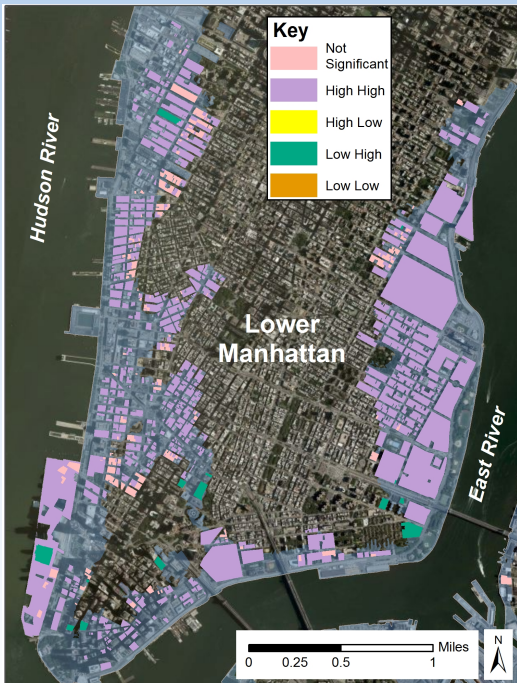 Key
Not
Significant
High High
High Low
Low High
Low Low
Hudson River
Lower
Manhattan
East River
N
Miles
0 0.25 0.5 1